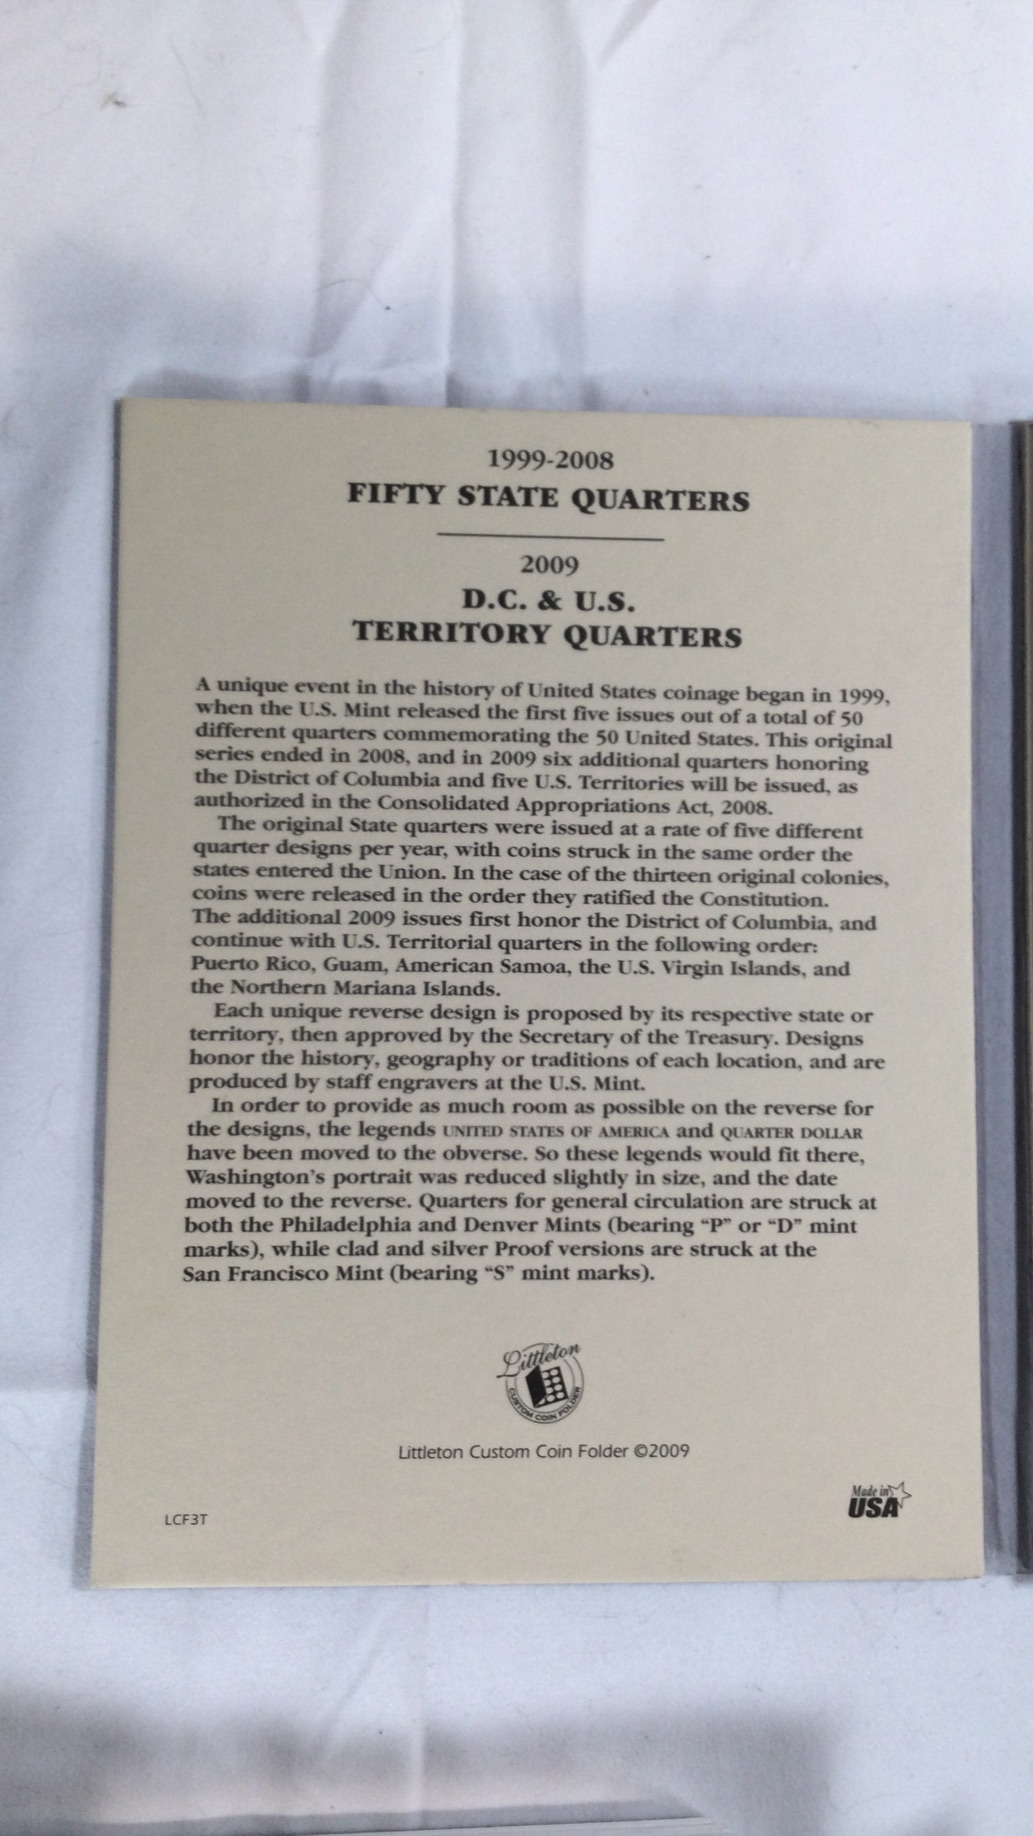 1999-2008
FIFTY STATE QUARTERS
2009
D.C. & U.S.
TERRITORY QUARTERS
A unique event in the history of United States coinage began in 1999,
when the U.S. Mint released the first five issues out of a total of 50
different quarters commemorating the 50 United States. This original
series ended in 2008, and in 2009 six additional quarters honoring
the District of Columbia and five U.S. Territories will be issued, as
authorized in the Consolidated Appropriations Act, 2008.
The original State quarters were issued at a rate of five different
quarter designs per year, with coins struck in the same order the
states entered the Union. In the case of the thirteen original colonies,
coins were released in the order they ratified the Constitution.
The additional 2009 issues first honor the District of Columbia, and
continue with U.S. Territorial quarters in the following order:
Puerto Rico, Guam, American Samoa, the U.S. Virgin Islands, and
the Northern Mariana Islands.
Each unique reverse design is proposed by its respective state or
territory, then approved by the Secretary of the Treasury. Designs
honor the history, geography or traditions of each location, and are
produced by staff engravers at the U.S. Mint.
In order to provide as much room as possible on the reverse for
the designs, the legends UNITED STATES OF AMERICA and QUARTER DOLLAR
have been moved to the obverse. So these legends would fit there,
Washington's portrait was reduced slightly in size, and the date
moved to the reverse. Quarters for general circulation are struck at
both the Philadelphia and Denver Mints (bearing “P” or “D” mint
marks), while clad and silver Proof versions are struck at the
San Francisco Mint (bearing “S” mint marks).
Littleton
CUSTOM COIN FOLDER
Littleton Custom Coin Folder ©2009
Made in
USA
LCF3T